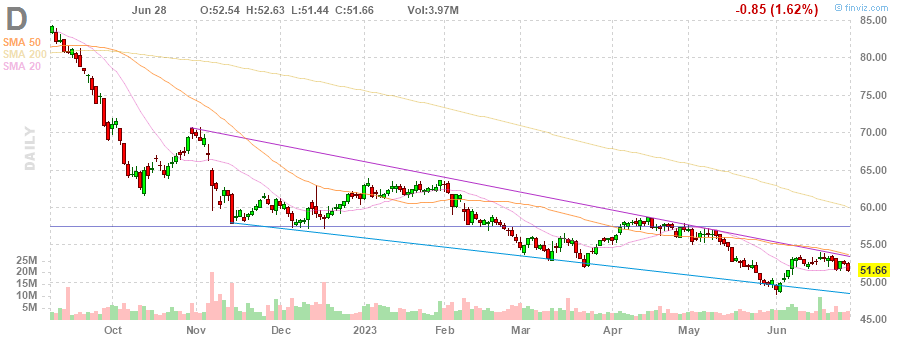 D Jun 28 O:52.54 H:52.63 L:51.44 C:51.66 Vol:3.97M -0.85 (1.62%) © finviz.com
SMA 50
SMA 200
SMA 20
DAILY
85.00
80.00
75.00
70.00
65.00
60.00
55.00
51.66
50.00
45.00
25M
20M
15M
10M
5M
Oct Nov Dec 2023 Feb Mar Apr May Jun